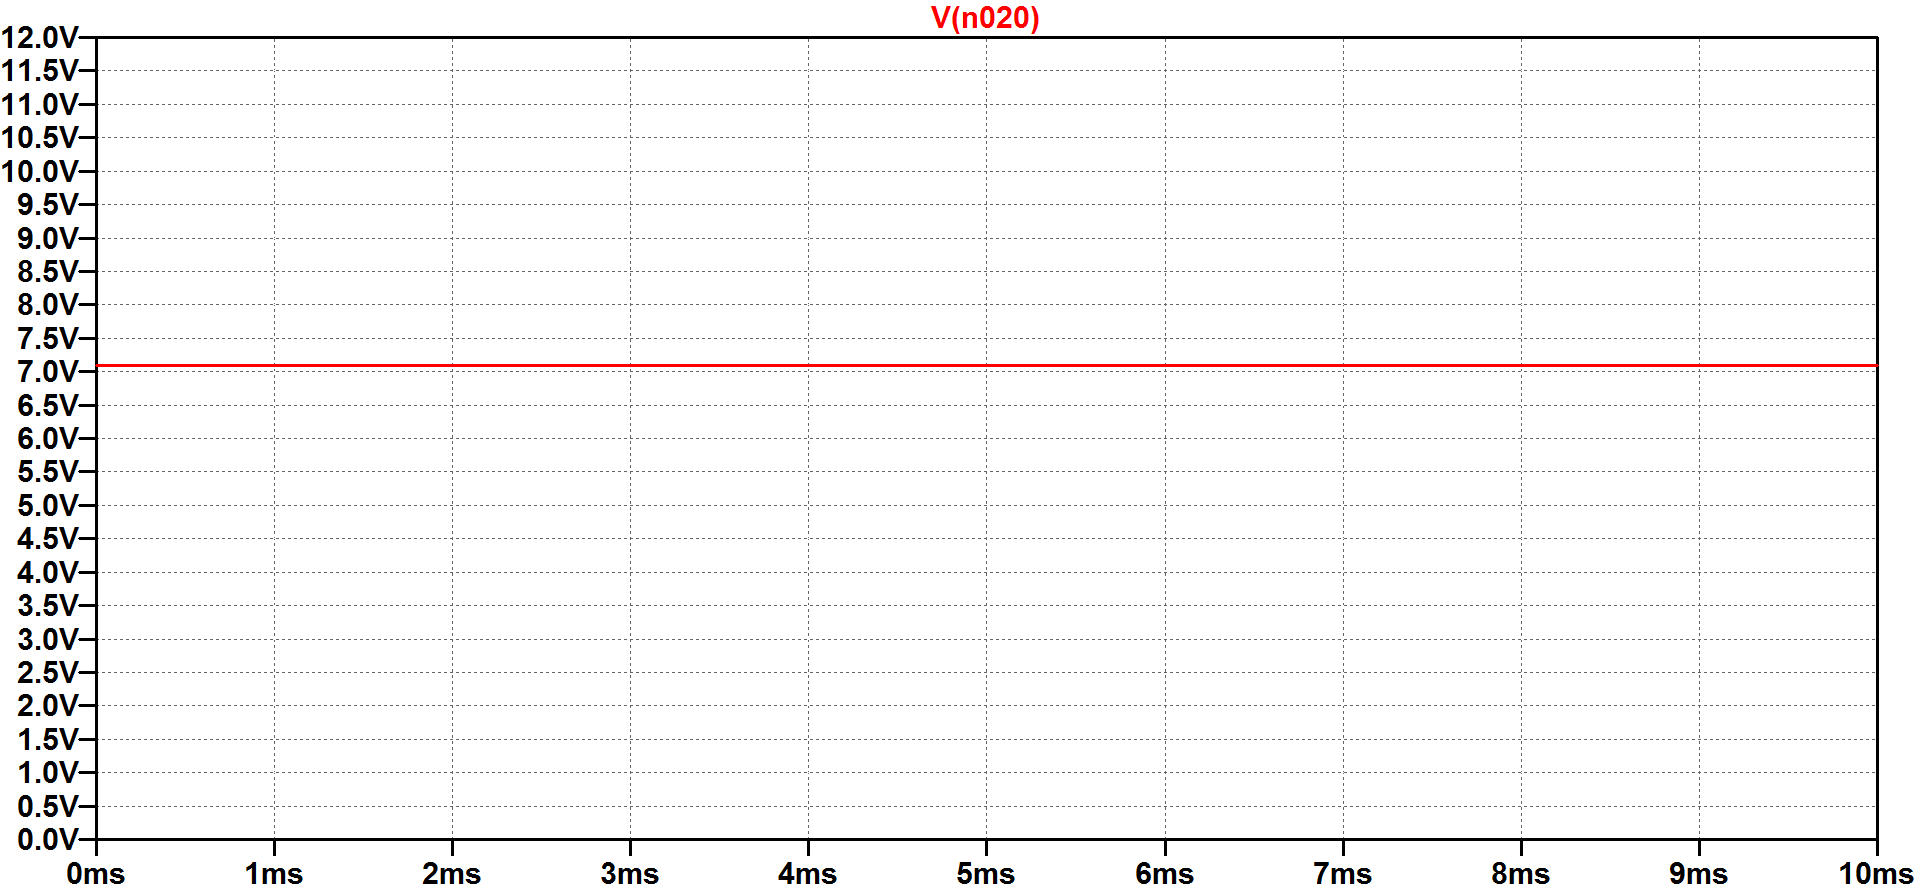 V(n020)
12.0V
11.5V
11.0V
10.5V
10.0V
9.5V
9.0V
8.5V
8.0V
7.5V
7.0V
6.5V
6.0V
5.5V
5.0V
4.5V
4.0V
3.5V
3.0V
2.5V
2.0V
1.5V
1.0V
0.5V
0.0V
0ms 1ms 2ms 3ms 4ms 5ms 6ms 7ms 8ms 9ms 10ms